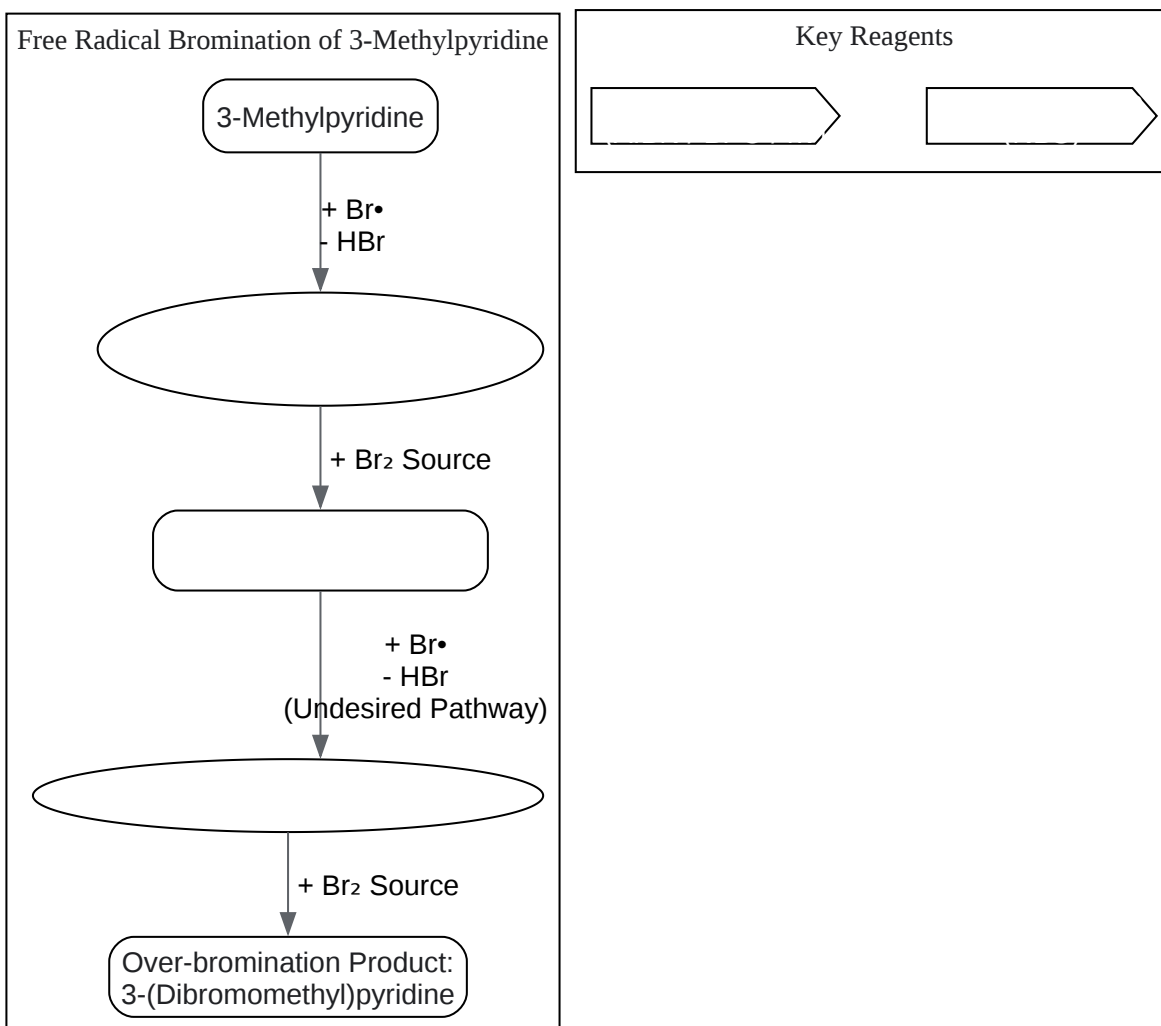 Free Radical Bromination of 3-Methylpyridine
3-Methylpyridine
+ Br•
- HBr
+ Br₂ Source
+ Br•
- HBr
(Undesired Pathway)
+ Br₂ Source
Over-bromination Product:
3-(Dibromomethyl)pyridine
Key Reagents